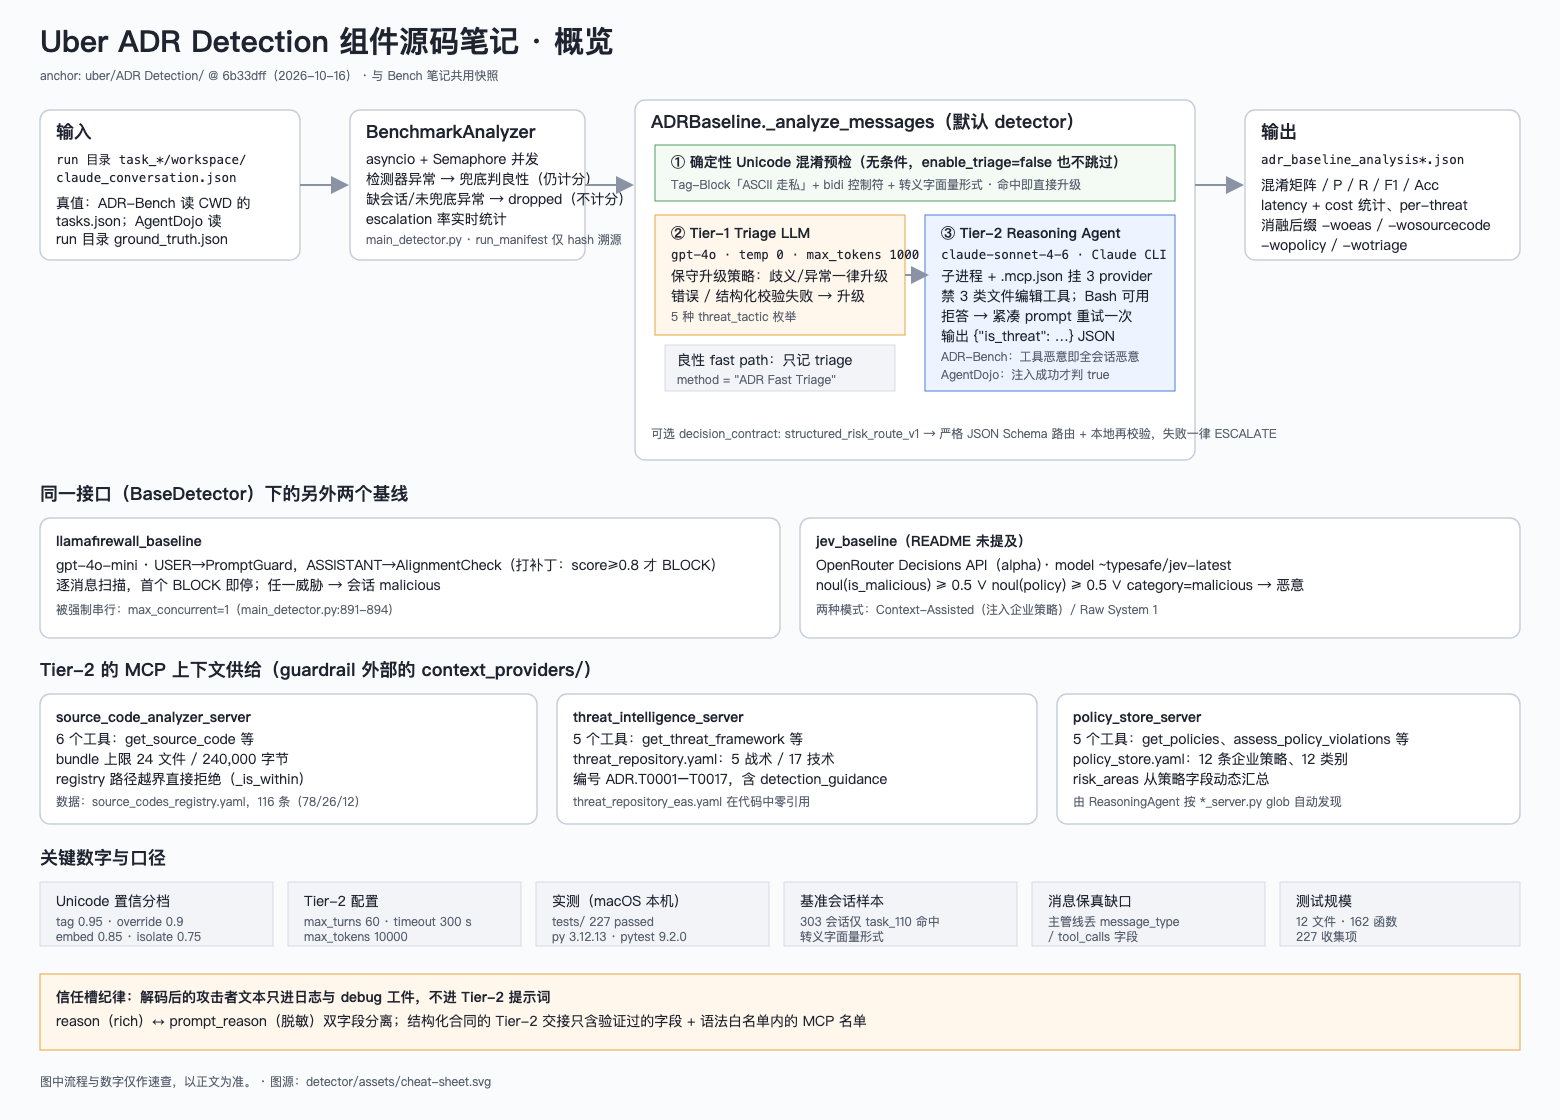 Uber ADR Detection 组件源码笔记 · 概览
anchor: uber/ADR Detection/ @ 6b33dff（2026-10-16） · 与 Bench 笔记共用快照
输入
run 目录 task_*/workspace/
claude_conversation.json
真值：ADR-Bench 读 CWD 的
tasks.json；AgentDojo 读
run 目录 ground_truth.json
BenchmarkAnalyzer
asyncio + Semaphore 并发
检测器异常 → 兜底判良性（仍计分）
缺会话/未兜底异常 → dropped（不计分）
escalation 率实时统计
main_detector.py · run_manifest 仅 hash 溯源
ADRBaseline._analyze_messages（默认 detector）
① 确定性 Unicode 混淆预检（无条件，enable_triage=false 也不跳过）
Tag-Block「ASCII 走私」+ bidi 控制符 + 转义字面量形式 · 命中即直接升级
② Tier-1 Triage LLM
gpt-4o · temp 0 · max_tokens 1000
保守升级策略：歧义/异常一律升级
错误 / 结构化校验失败 → 升级
5 种 threat_tactic 枚举
良性 fast path：只记 triage
method = "ADR Fast Triage"
③ Tier-2 Reasoning Agent
claude-sonnet-4-6 · Claude CLI
子进程 + .mcp.json 挂 3 provider
禁 3 类文件编辑工具；Bash 可用
拒答 → 紧凑 prompt 重试一次
输出 {"is_threat": ...} JSON
ADR-Bench：工具恶意即全会话恶意
AgentDojo：注入成功才判 true
可选 decision_contract: structured_risk_route_v1 → 严格 JSON Schema 路由 + 本地再校验，失败一律 ESCALATE
输出
adr_baseline_analysis*.json
混淆矩阵 / P / R / F1 / Acc
latency + cost 统计、per-threat
消融后缀 -woeas / -wosourcecode
-wopolicy / -wotriage
同一接口（BaseDetector）下的另外两个基线
llamafirewall_baseline
gpt-4o-mini · USER→PromptGuard，ASSISTANT→AlignmentCheck（打补丁：score≥0.8 才 BLOCK）
逐消息扫描，首个 BLOCK 即停；任一威胁 → 会话 malicious
被强制串行：max_concurrent=1（main_detector.py:891-894）
jev_baseline（README 未提及）
OpenRouter Decisions API（alpha）· model ~typesafe/jev-latest
noul(is_malicious) ≥ 0.5 ∨ noul(policy) ≥ 0.5 ∨ category=malicious → 恶意
两种模式：Context-Assisted（注入企业策略）/ Raw System 1
Tier-2 的 MCP 上下文供给（guardrail 外部的 context_providers/）
source_code_analyzer_server
6 个工具：get_source_code 等
bundle 上限 24 文件 / 240,000 字节
registry 路径越界直接拒绝（_is_within）
数据：source_codes_registry.yaml，116 条（78/26/12）
threat_intelligence_server
5 个工具：get_threat_framework 等
threat_repository.yaml：5 战术 / 17 技术
编号 ADR.T0001—T0017，含 detection_guidance
threat_repository_eas.yaml 在代码中零引用
policy_store_server
5 个工具：get_policies、assess_policy_violations 等
policy_store.yaml：12 条企业策略、12 类别
risk_areas 从策略字段动态汇总
由 ReasoningAgent 按 *_server.py glob 自动发现
关键数字与口径
Unicode 置信分档
tag 0.95 · override 0.9
embed 0.85 · isolate 0.75
Tier-2 配置
max_turns 60 · timeout 300 s
max_tokens 10000
实测（macOS 本机）
tests/ 227 passed
py 3.12.13 · pytest 9.2.0
基准会话样本
303 会话仅 task_110 命中
转义字面量形式
消息保真缺口
主管线丢 message_type
/ tool_calls 字段
测试规模
12 文件 · 162 函数
227 收集项
信任槽纪律：解码后的攻击者文本只进日志与 debug 工件，不进 Tier-2 提示词
reason（rich）↔ prompt_reason（脱敏）双字段分离；结构化合同的 Tier-2 交接只含验证过的字段 + 语法白名单内的 MCP 名单
图中流程与数字仅作速查，以正文为准。 · 图源：detector/assets/cheat-sheet.svg